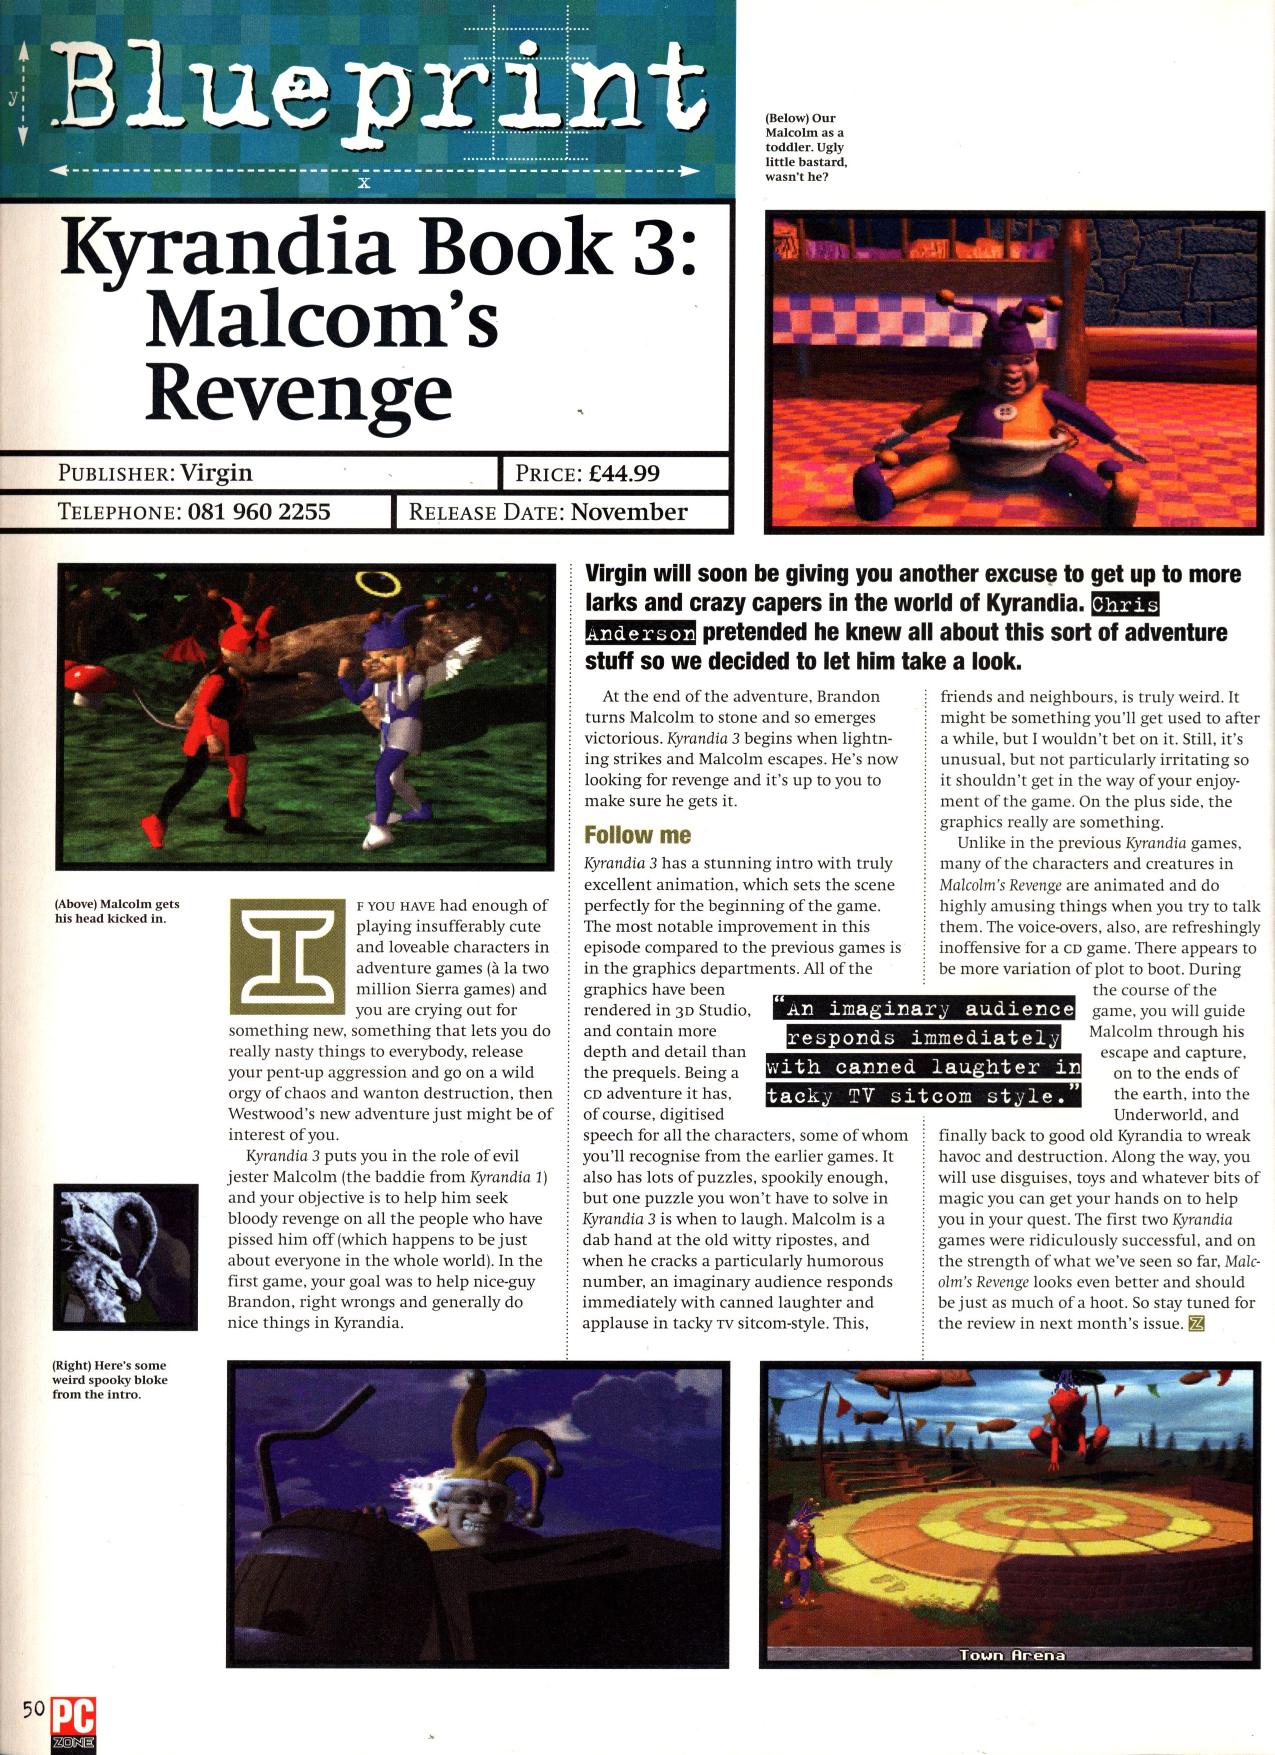 Blueprint
y
x
Kyrandia Book 3:
Malcom's
Revenge
PUBLISHER: Virgin
PRICE: £44.99
TELEPHONE: 081 960 2255
RELEASE DATE: November
(Below) Our
Malcolm as a
toddler. Ugly
little bastard,
wasn't he?
Virgin will soon be giving you another excuse to get up to more
larks and crazy capers in the world of Kyrandia. Chris
Anderson pretended he knew all about this sort of adventure
stuff so we decided to let him take a look.
(Above) Malcolm gets
his head kicked in.
IF YOU HAVE had enough of
playing insufferably cute
and loveable characters in
adventure games (à la two
million Sierra games) and
you are crying out for
something new, something that lets you do
really nasty things to everybody, release
your pent-up aggression and go on a wild
orgy of chaos and wanton destruction, then
Westwood's new adventure just might be of
interest of you.
Kyrandia 3 puts you in the role of evil
jester Malcolm (the baddie from Kyrandia 1)
and your objective is to help him seek
bloody revenge on all the people who have
pissed him off (which happens to be just
about everyone in the whole world). In the
first game, your goal was to help nice-guy
Brandon, right wrongs and generally do
nice things in Kyrandia.
(Right) Here's some
weird spooky bloke
from the intro.
At the end of the adventure, Brandon
turns Malcolm to stone and so emerges
victorious. Kyrandia 3 begins when lightn-
ing strikes and Malcolm escapes. He's now
looking for revenge and it's up to you to
make sure he gets it.
Follow me
Kyrandia 3 has a stunning intro with truly
excellent animation, which sets the scene
perfectly for the beginning of the game.
The most notable improvement in this
episode compared to the previous games is
in the graphics departments. All of the
graphics have been
rendered in 3D Studio,
and contain more
depth and detail than
the prequels. Being a
CD adventure it has,
of course, digitised
speech for all the characters, some of whom
you'll recognise from the earlier games. It
also has lots of puzzles, spookily enough,
but one puzzle you won't have to solve in
Kyrandia 3 is when to laugh. Malcolm is a
dab hand at the old witty ripostes, and
when he cracks a particularly humorous
number, an imaginary audience responds
immediately with canned laughter and
applause in tacky TV sitcom-style. This,
"An imaginary audience
responds immediately
with canned laughter in
tacky TV sitcom style."
friends and neighbours, is truly weird. It
might be something you'll get used to after
a while, but I wouldn't bet on it. Still, it's
unusual, but not particularly irritating so
it shouldn't get in the way of your enjoy-
ment of the game. On the plus side, the
graphics really are something.
Unlike in the previous Kyrandia games,
many of the characters and creatures in
Malcolm's Revenge are animated and do
highly amusing things when you try to talk
them. The voice-overs, also, are refreshingly
inoffensive for a CD game. There appears to
be more variation of plot to boot. During
the course of the
game, you will guide
Malcolm through his
escape and capture,
on to the ends of
the earth, into the
Underworld, and
finally back to good old Kyrandia to wreak
havoc and destruction. Along the way, you
will use disguises, toys and whatever bits of
magic you can get your hands on to help
you in your quest. The first two Kyrandia
games were ridiculously successful, and on
the strength of what we've seen so far, Malc-
olm's Revenge looks even better and should
be just as much of a hoot. So stay tuned for
the review in next month's issue. Z
Town Arena
50 PC
ZONE